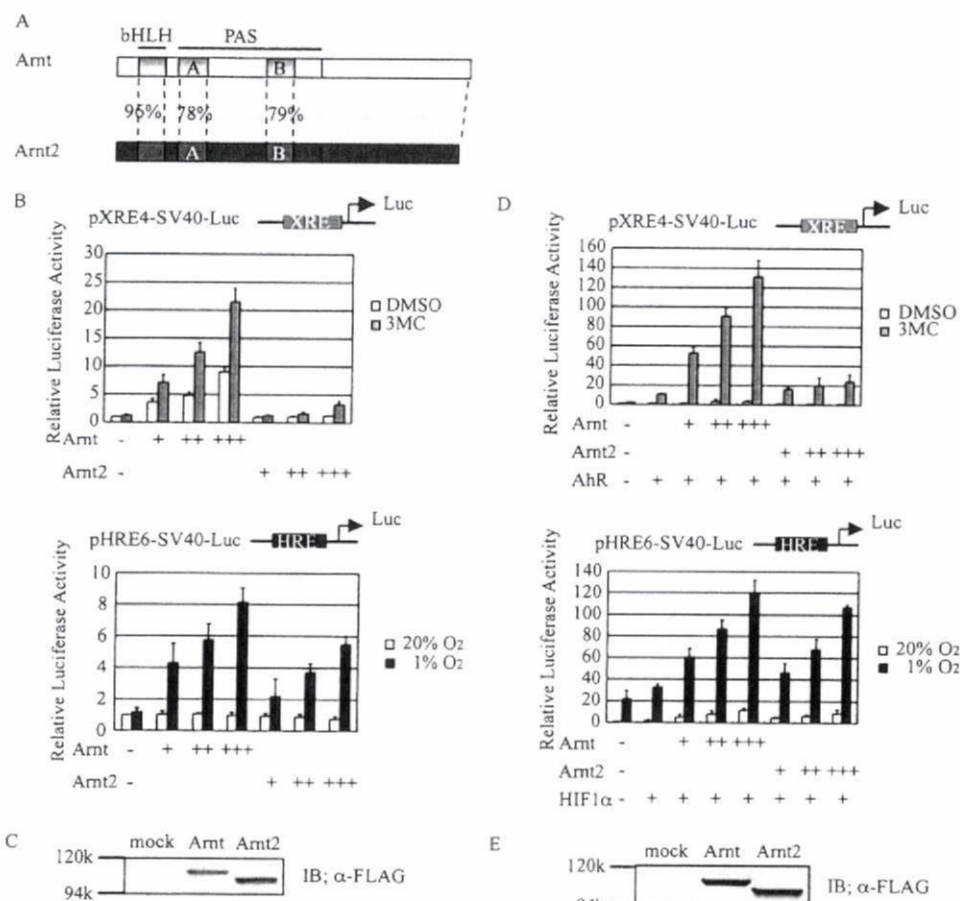 A
bHLH PAS
Arnt A B
96% 78% 79%
Arnt2 A B
B
pXRE4-SV40-Luc XRE Luc
Relative Luciferase Activity
30
25
20
15
10
5
0
DMSO
3MC
Arnt - + ++ +++
Arnt2 - + ++ +++
pHRE6-SV40-Luc HRE Luc
Relative Luciferase Activity
10
8
6
4
2
0
20% O2
1% O2
Arnt - + ++ +++
Arnt2 - + ++ +++
C
mock Arnt Arnt2
120k
94k
IB; α-FLAG
D
pXRE4-SV40-Luc XRE Luc
Relative Luciferase Activity
160
140
120
100
80
60
40
20
0
DMSO
3MC
Arnt - + ++ +++
Arnt2 - + ++ +++
AhR - + + + + + + +
pHRE6-SV40-Luc HRE Luc
Relative Luciferase Activity
140
120
100
80
60
40
20
0
20% O2
1% O2
Arnt - + ++ +++
Arnt2 - + ++ +++
HIF1α - + + + + + + +
E
mock Arnt Arnt2
120k
IB; α-FLAG